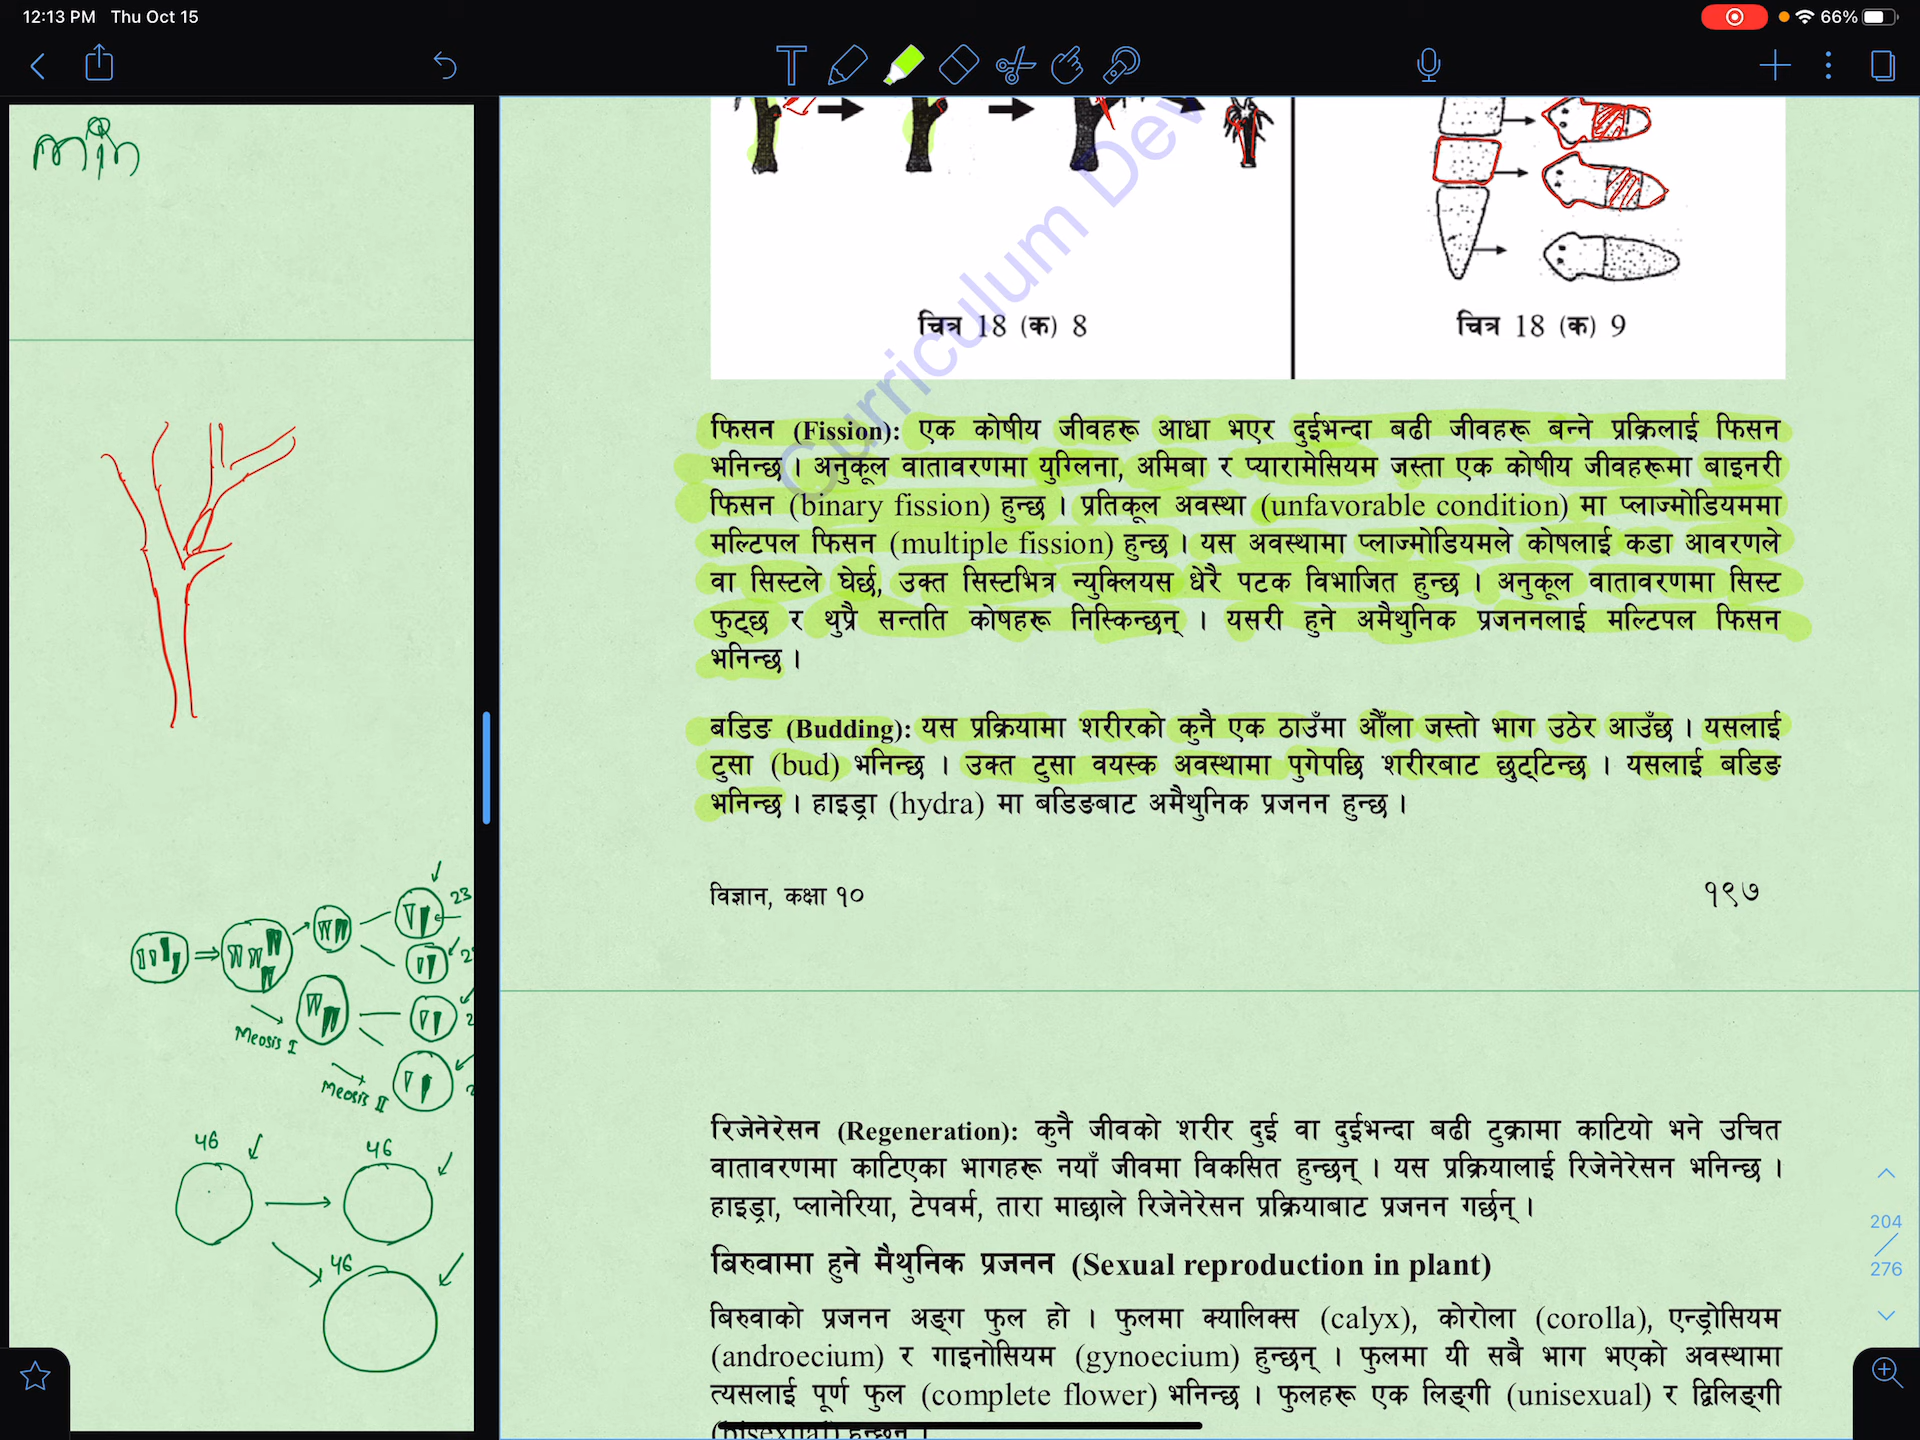 12:13 PM Thu Oct 15
66%
min
23
Meosis I
Meosis II
46
46
46
Curriculum Dev
चित्र 18 (क) 8
चित्र 18 (क) 9
फिसन (Fission): एक कोषीय जीवहरू आधा भएर दुईभन्दा बढी जीवहरू बन्ने प्रक्रिलाई फिसन
भनिन्छ । अनुकूल वातावरणमा युग्लिना, अमिबा र प्यारामेसियम जस्ता एक कोषीय जीवहरूमा बाइनरी
फिसन (binary fission) हुन्छ । प्रतिकूल अवस्था (unfavorable condition) मा प्लाज्मोडियममा
मल्टिपल फिसन (multiple fission) हुन्छ । यस अवस्थामा प्लाज्मोडियमले कोषलाई कडा आवरणले
वा सिस्टले घेर्छ, उक्त सिस्टभित्र न्युक्लियस धेरै पटक विभाजित हुन्छ । अनुकूल वातावरणमा सिस्ट
फुट्छ र थुप्रै सन्तति कोषहरू निस्किन्छन् । यसरी हुने अमैथुनिक प्रजननलाई मल्टिपल फिसन
भनिन्छ ।
बडिङ (Budding): यस प्रक्रियामा शरीरको कुनै एक ठाउँमा औँला जस्तो भाग उठेर आउँछ । यसलाई
टुसा (bud) भनिन्छ । उक्त टुसा वयस्क अवस्थामा पुगेपछि शरीरबाट छुट्टिन्छ । यसलाई बडिङ
भनिन्छ । हाइड्रा (hydra) मा बडिङबाट अमैथुनिक प्रजनन हुन्छ ।
विज्ञान, कक्षा १०
१९७
रिजेनेरेसन (Regeneration): कुनै जीवको शरीर दुई वा दुईभन्दा बढी टुक्रामा काटियो भने उचित
वातावरणमा काटिएका भागहरू नयाँ जीवमा विकसित हुन्छन् । यस प्रक्रियालाई रिजेनेरेसन भनिन्छ ।
हाइड्रा, प्लानेरिया, टेपवर्म, तारा माछाले रिजेनेरेसन प्रक्रियाबाट प्रजनन गर्छन् ।
बिरुवामा हुने मैथुनिक प्रजनन (Sexual reproduction in plant)
बिरुवाको प्रजनन अङ्ग फुल हो । फुलमा क्यालिक्स (calyx), कोरोला (corolla), एन्ड्रोसियम
(androecium) र गाइनोसियम (gynoecium) हुन्छन् । फुलमा यी सबै भाग भएको अवस्थामा
त्यसलाई पूर्ण फुल (complete flower) भनिन्छ । फुलहरू एक लिङ्गी (unisexual) र द्विलिङ्गी
(bisexual) हुन्छन् ।
204
276